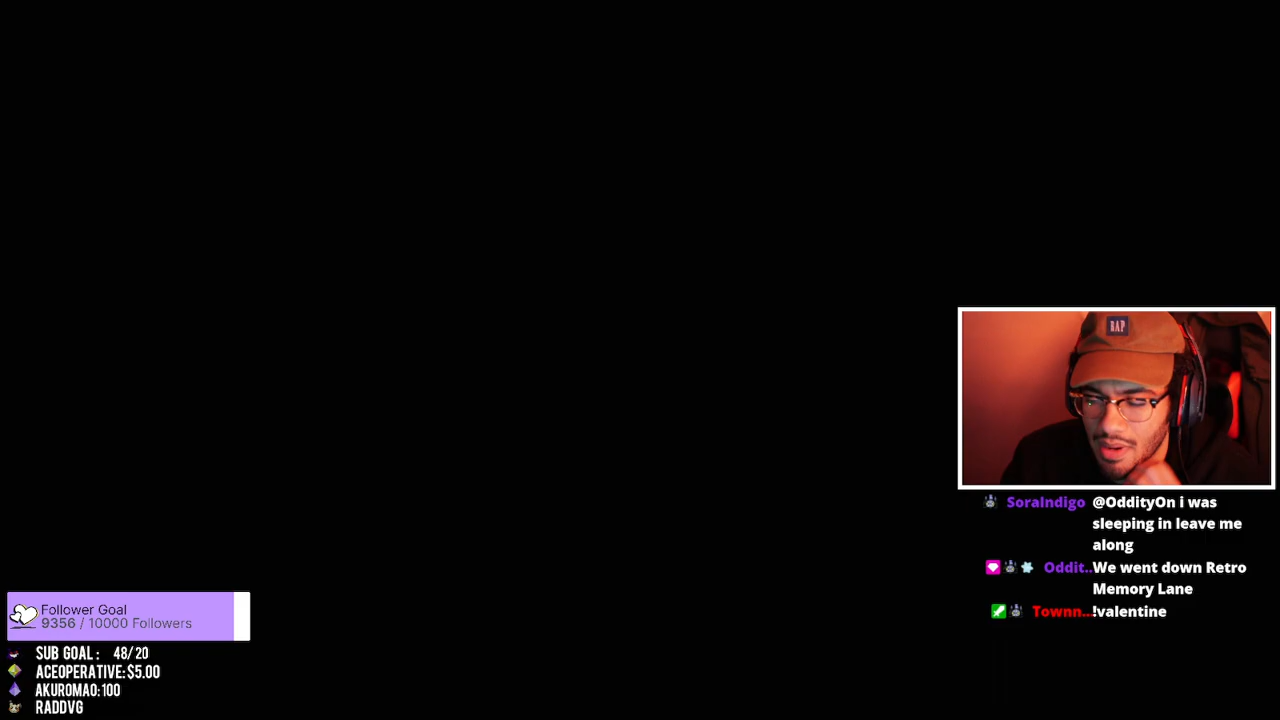 RAP
SoraIndigo @OddityOn i was
sleeping in leave me
along
Oddit.. We went down Retro
Memory Lane
Townn... !valentine
Follower Goal
9356 / 10000 Followers
SUB GOAL : 48/20
ACEOPERATIVE: $5.00
AKUROMAO: 100
RADDVG